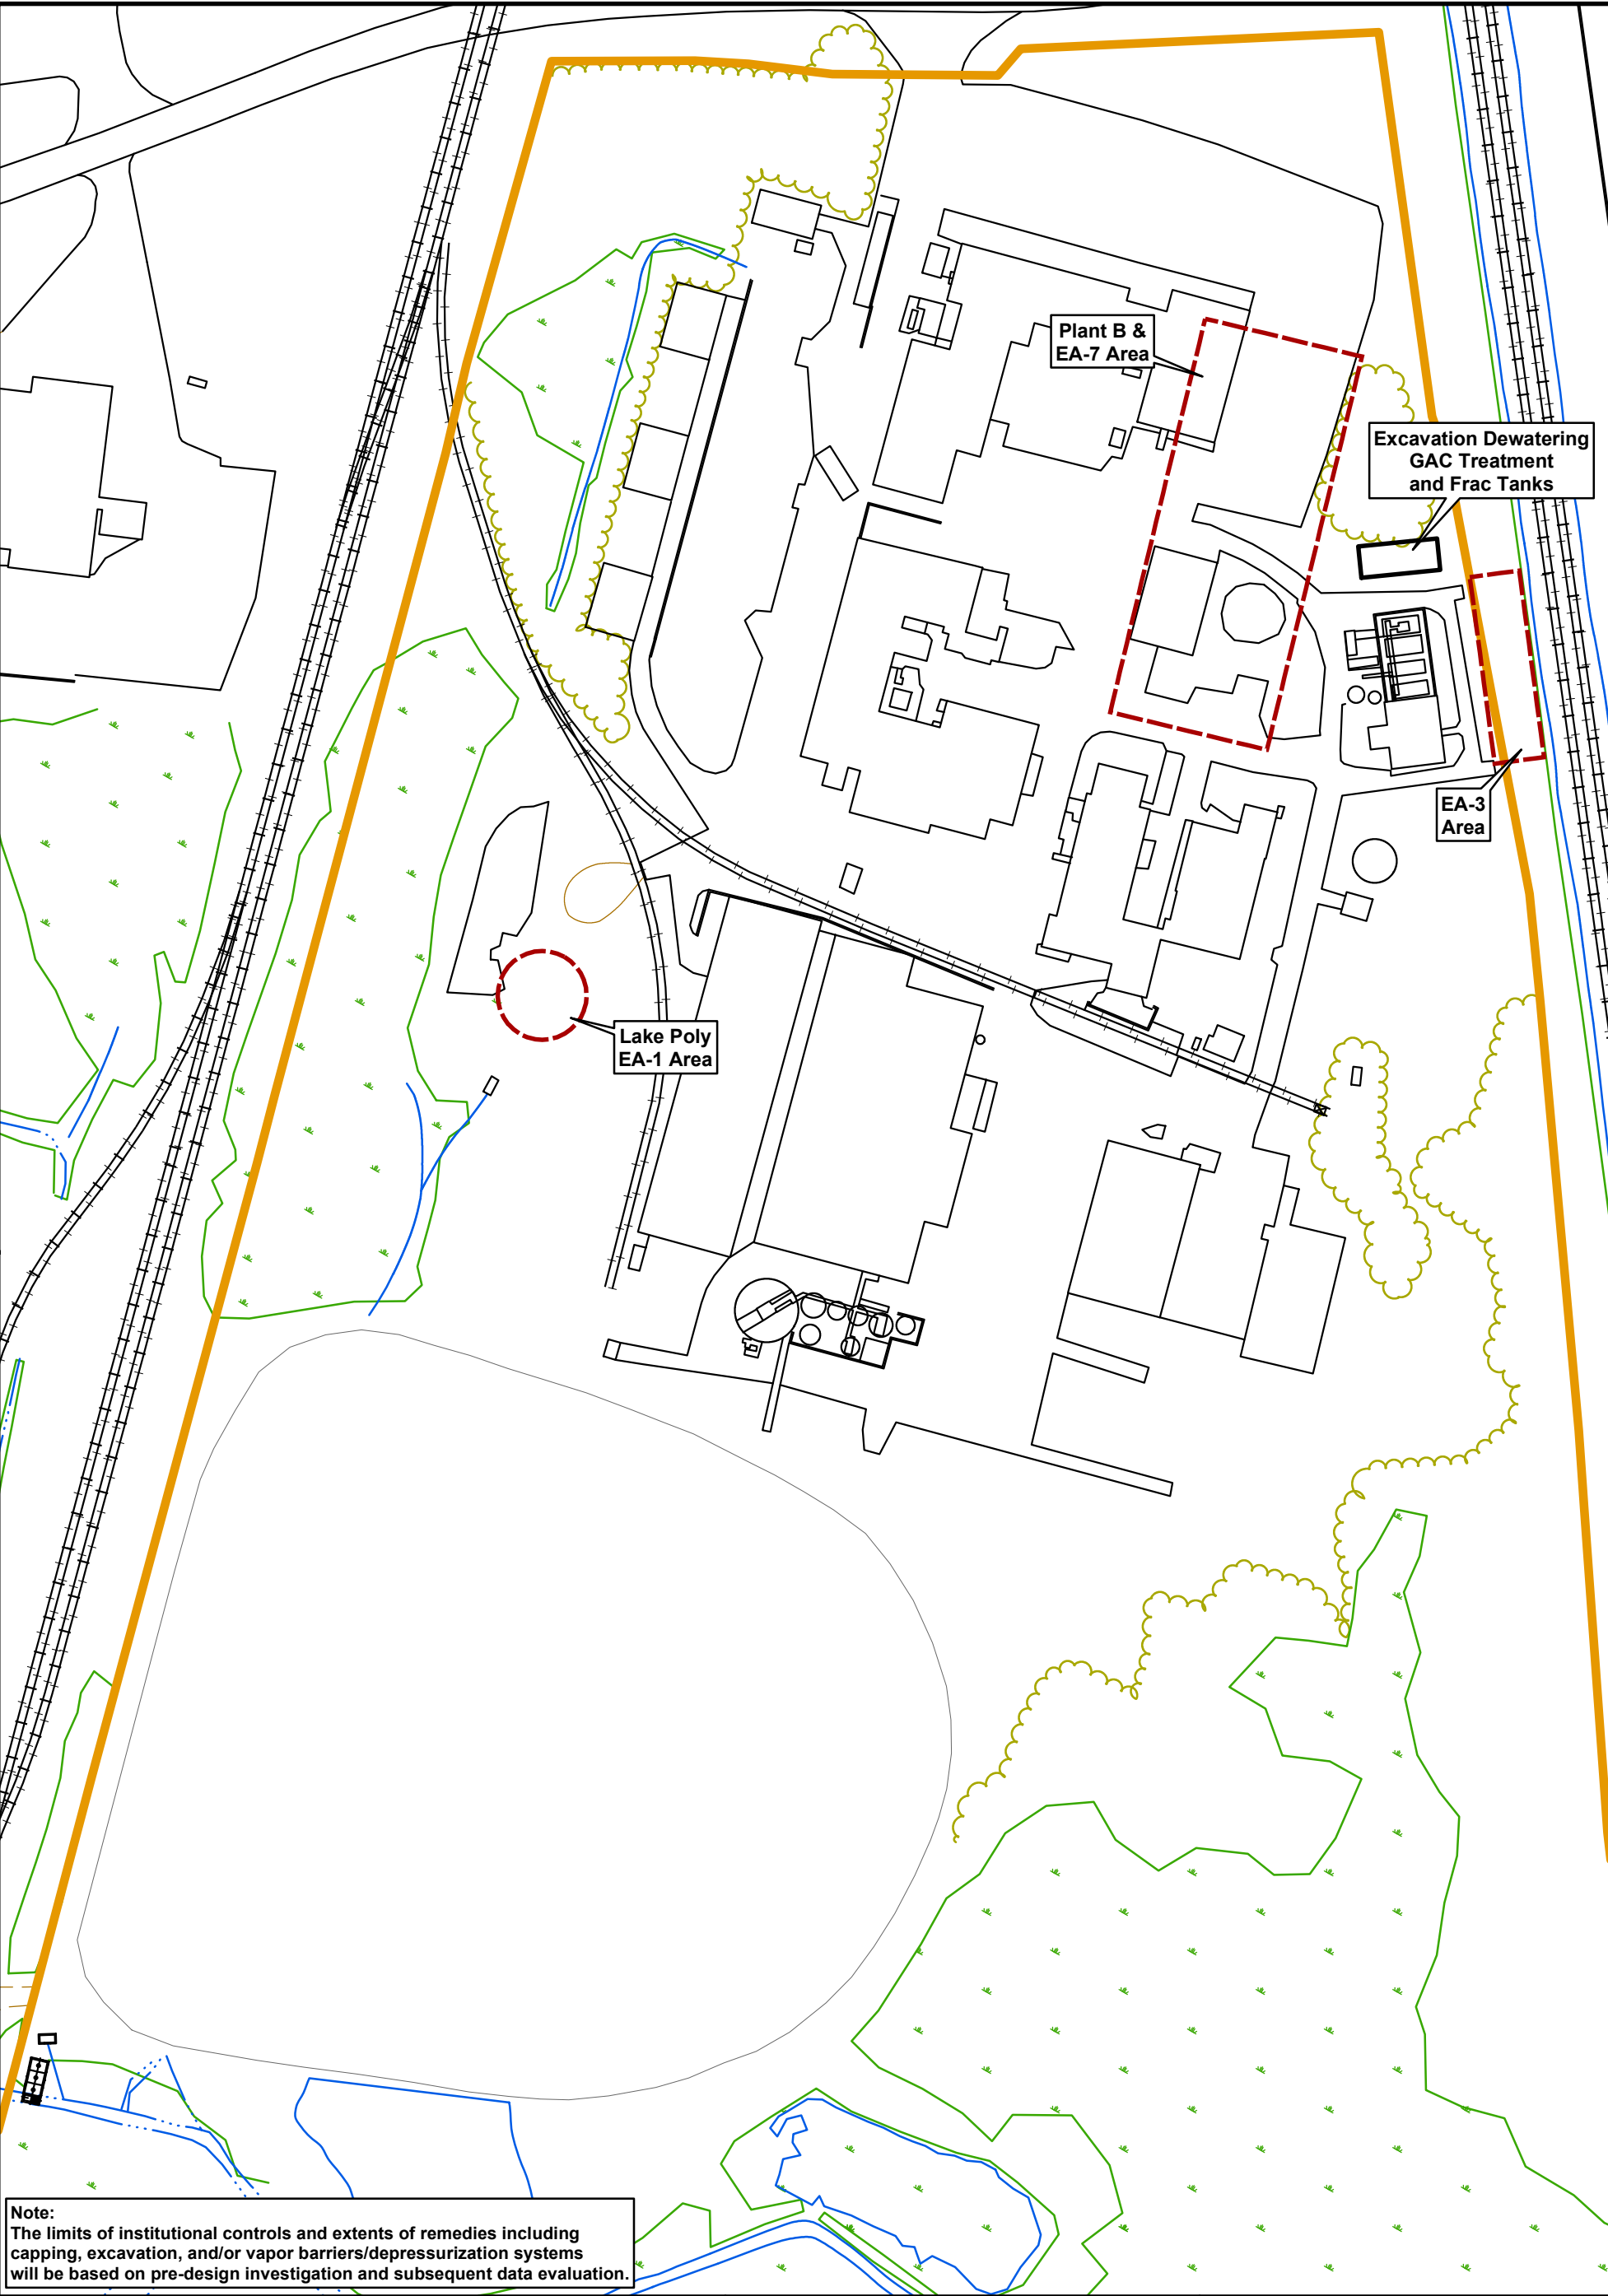 Plant B &
EA-7 Area
Excavation Dewatering
GAC Treatment
and Frac Tanks
EA-3
Area
Lake Poly
EA-1 Area
Note:
The limits of institutional controls and extents of remedies including
capping, excavation, and/or vapor barriers/depressurization systems
will be based on pre-design investigation and subsequent data evaluation.